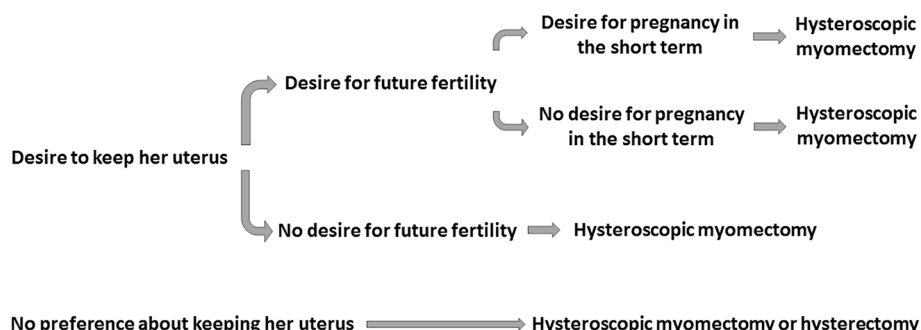 Desire for pregnancy in
the short term
Hysteroscopic
myomectomy
Desire for future fertility
No desire for pregnancy
in the short term
Hysteroscopic
myomectomy
Desire to keep her uterus
No desire for future fertility
Hysteroscopic myomectomy
No preference about keeping her uterus
Hysteroscopic myomectomy or hysterectomy